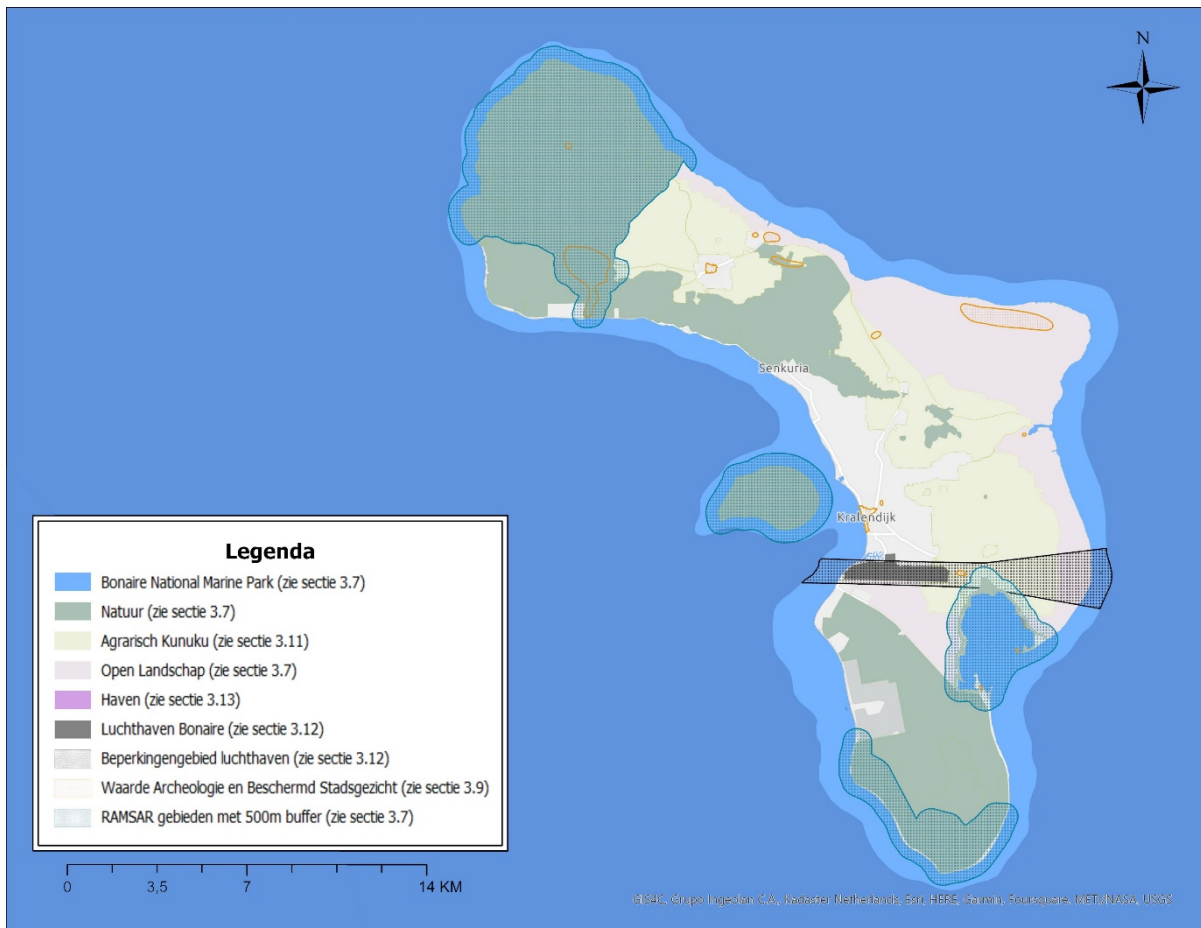 N
Senkuria
Kralendijk
Legenda
Bonaire National Marine Park (zie sectie 3.7)
Natuur (zie sectie 3.7)
Agrarisch Kunuku (zie sectie 3.11)
Open Landschap (zie sectie 3.7)
Haven (zie sectie 3.13)
Luchthaven Bonaire (zie sectie 3.12)
Beperkingengebied luchthaven (zie sectie 3.12)
Waarde Archeologie en Beschermd Stadsgezicht (zie sectie 3.9)
RAMSAR gebieden met 500m buffer (zie sectie 3.7)
0 3,5 7 14 KM
Grupo Ingeolan C.A., Kadaster Netherlands, Esri, HERE, Garmin, Foursquare, METI/NASA, USGS